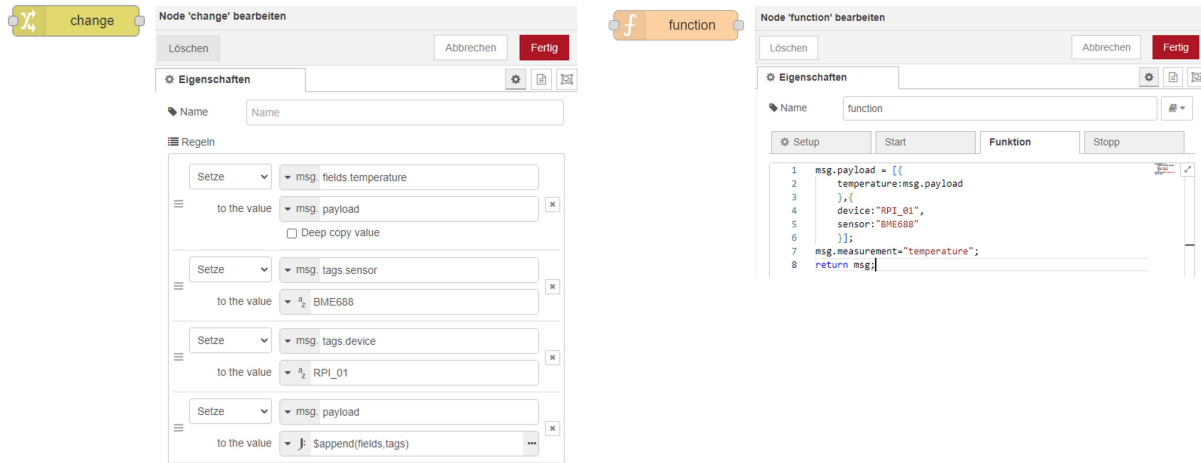 change
Node 'change' bearbeiten
Löschen
Abbrechen
Fertig
Eigenschaften
Name
Name
Regeln
Setze
msg. fields.temperature
to the value
msg. payload
Deep copy value
Setze
msg. tags.sensor
to the value
a z BME688
Setze
msg. tags.device
to the value
a z RPI_01
Setze
msg. payload
to the value
J: $append(fields,tags)
function
Node 'function' bearbeiten
Löschen
Abbrechen
Fertig
Eigenschaften
Name
function
Setup
Start
Funktion
Stopp
1 msg.payload = [{
2 temperature:msg.payload
3 },{
4 device:"RPI_01",
5 sensor:"BME688"
6 }];
7 msg.measurement="temperature";
8 return msg;